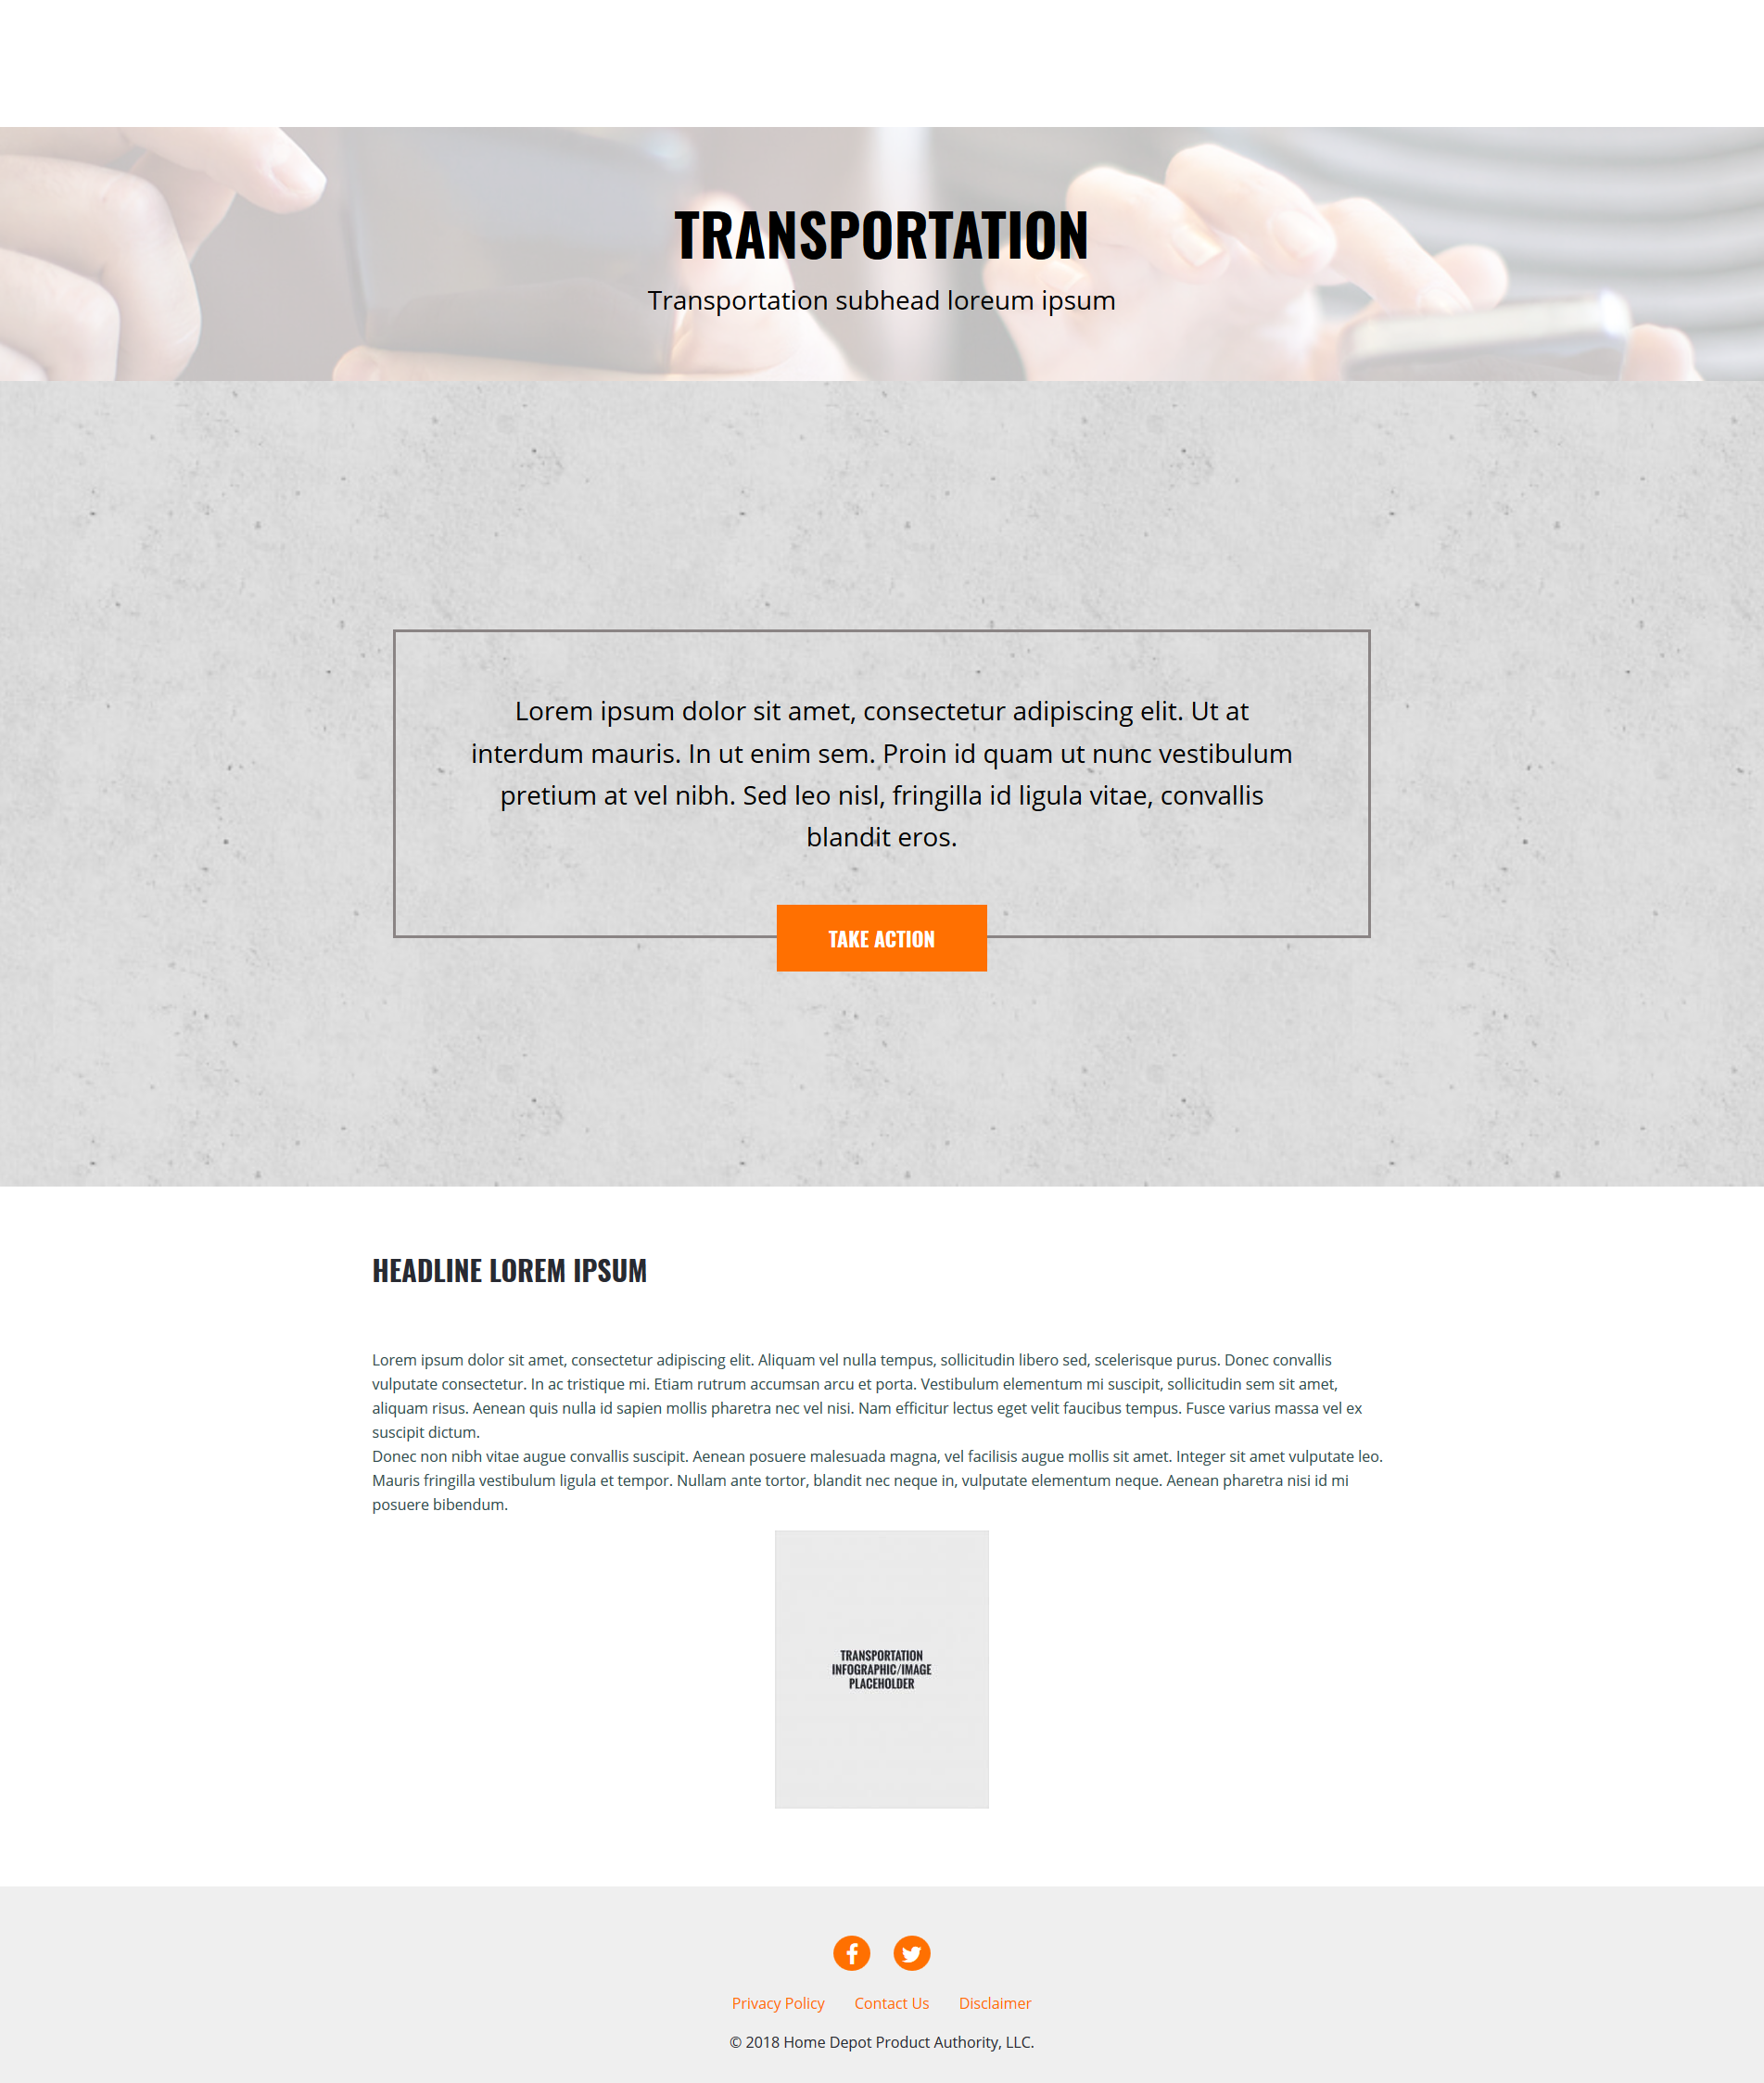 TRANSPORTATION
Transportation subhead loreum ipsum
Lorem ipsum dolor sit amet, consectetur adipiscing elit. Ut at
interdum mauris. In ut enim sem. Proin id quam ut nunc vestibulum
pretium at vel nibh. Sed leo nisl, fringilla id ligula vitae, convallis
blandit eros.
TAKE ACTION
HEADLINE LOREM IPSUM
Lorem ipsum dolor sit amet, consectetur adipiscing elit. Aliquam vel nulla tempus, sollicitudin libero sed, scelerisque purus. Donec convallis
vulputate consectetur. In ac tristique mi. Etiam rutrum accumsan arcu et porta. Vestibulum elementum mi suscipit, sollicitudin sem sit amet,
aliquam risus. Aenean quis nulla id sapien mollis pharetra nec vel nisi. Nam efficitur lectus eget velit faucibus tempus. Fusce varius massa vel ex
suscipit dictum.
Donec non nibh vitae augue convallis suscipit. Aenean posuere malesuada magna, vel facilisis augue mollis sit amet. Integer sit amet vulputate leo.
Mauris fringilla vestibulum ligula et tempor. Nullam ante tortor, blandit nec neque in, vulputate elementum neque. Aenean pharetra nisi id mi
posuere bibendum.
TRANSPORTATION
INFOGRAPHIC/IMAGE
PLACEHOLDER
Privacy Policy Contact Us Disclaimer
© 2018 Home Depot Product Authority, LLC.